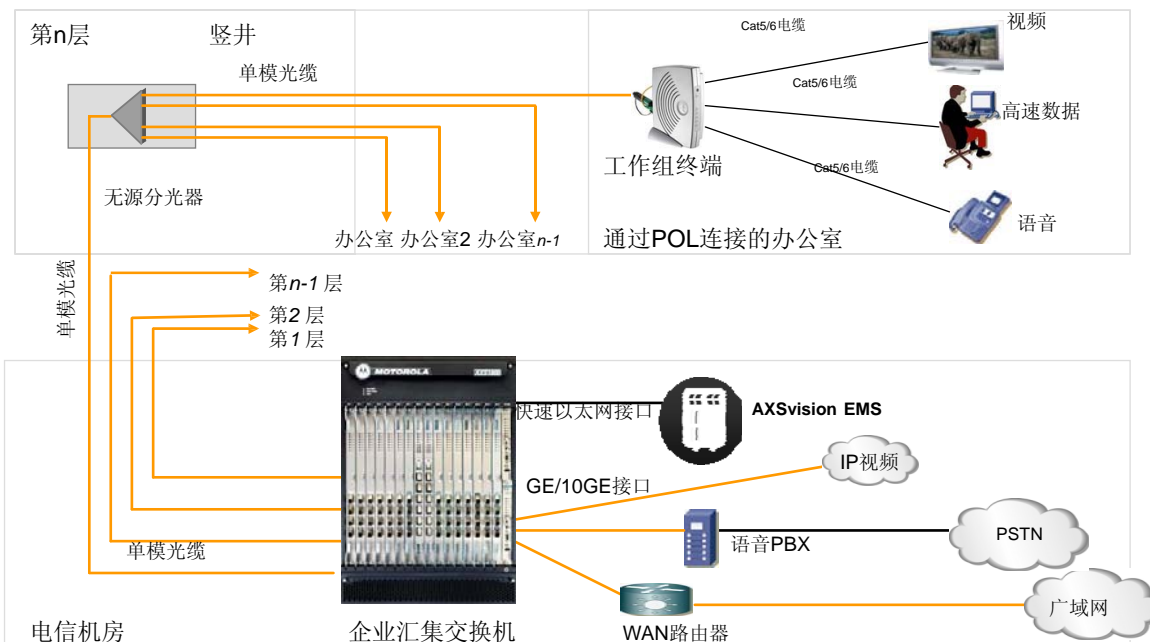 第n层
竖井
单模光缆
Cat5/6电缆
视频
Cat5/6电缆
高速数据
工作组终端
Cat5/6电缆
无源分光器
语音
办公室 办公室2 办公室n-1
通过POL连接的办公室
单模光缆
第n-1 层
第2 层
第1 层
MOTOROLA
快速以太网接口
AXSvision EMS
IP视频
GE/10GE接口
语音PBX
PSTN
单模光缆
广域网
电信机房
企业汇集交换机
WAN路由器